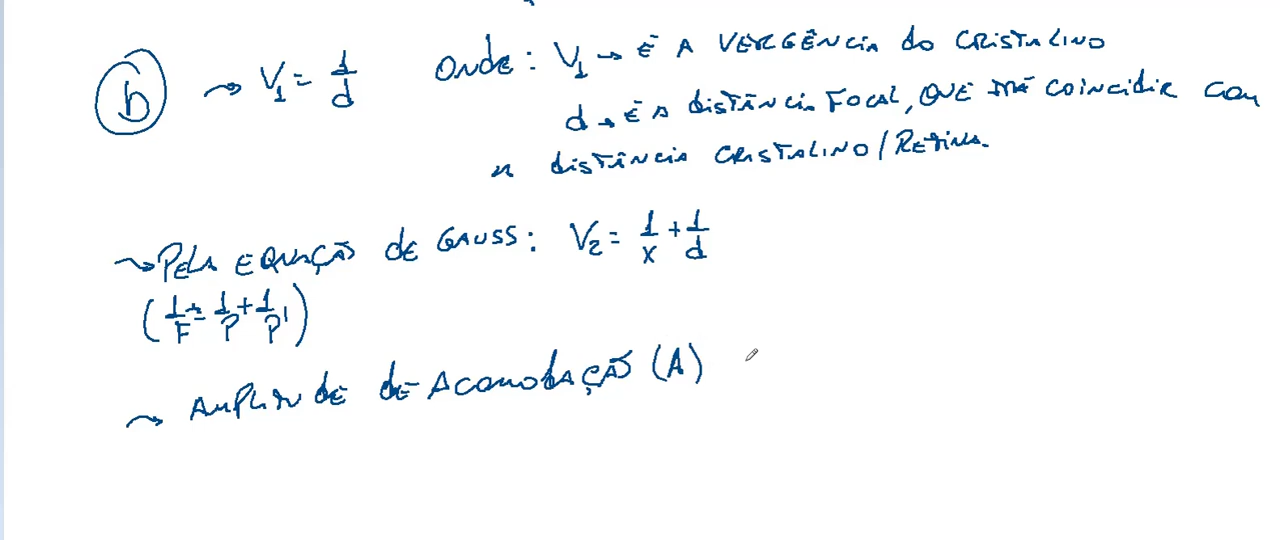 b → V₁ = 1/d Onde: V₁ → É A VERGÊNCIA do CRISTALINO
d → É A distÂNCIA FOCAL, QUE irá COINCIDIR com
a distÂNCIA CRISTALINO/RETINA.
→ PELA EQUAÇÃO de GAUSS: V₂ = 1/x + 1/d
(1/F = 1/P + 1/P')
→ AMPLITUDE DE ACOMODAÇÃO (A)